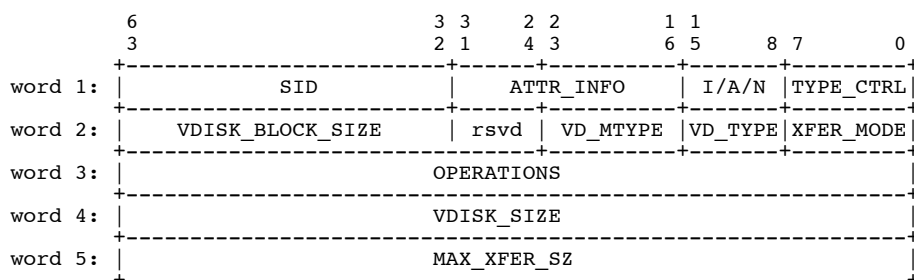 6 3 3 2 2 1 1
3 2 1 4 3 6 5 8 7 0
word 1: | SID | ATTR_INFO | I/A/N |TYPE_CTRL|
word 2: | VDISK_BLOCK_SIZE | rsvd | VD_MTYPE |VD_TYPE|XFER_MODE|
word 3: | OPERATIONS |
word 4: | VDISK_SIZE |
word 5: | MAX_XFER_SZ |